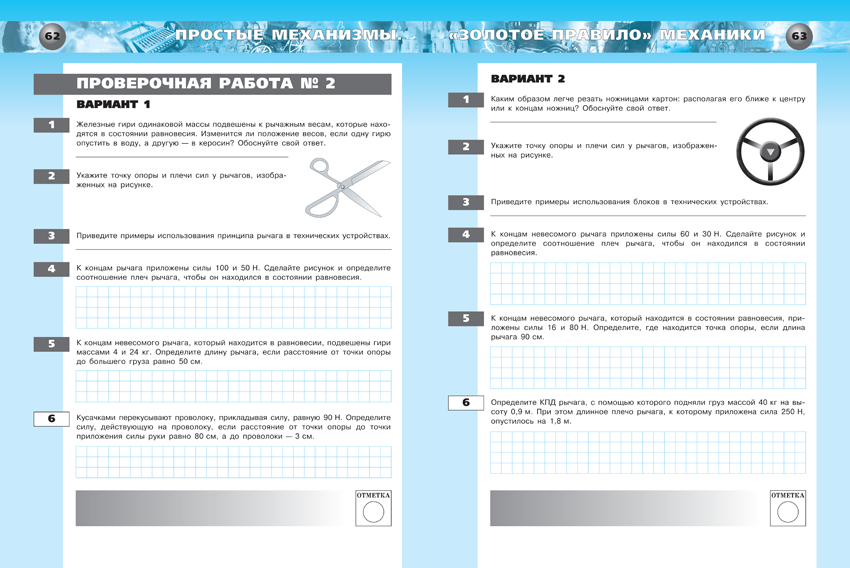 62
ПРОСТЫЕ МЕХАНИЗМЫ.
ПРОВЕРОЧНАЯ РАБОТА № 2
ВАРИАНТ 1
1
Железные гири одинаковой массы подвешены к рычажным весам, которые нахо-
дятся в состоянии равновесия. Изменится ли положение весов, если одну гирю
опустить в воду, а другую — в керосин? Обоснуйте свой ответ.
2
Укажите точку опоры и плечи сил у рычагов, изобра-
женных на рисунке.
3
Приведите примеры использования принципа рычага в технических устройствах.
4
К концам рычага приложены силы 100 и 50 Н. Сделайте рисунок и определите
соотношение плеч рычага, чтобы он находился в состоянии равновесия.
5
К концам невесомого рычага, который находится в равновесии, подвешены гири
массами 4 и 24 кг. Определите длину рычага, если расстояние от точки опоры
до большего груза равно 50 см.
6
Кусачками перекусывают проволоку, прикладывая силу, равную 90 Н. Определите
силу, действующую на проволоку, если расстояние от точки опоры до точки
приложения силы руки равно 80 см, а до проволоки — 3 см.
ОТМЕТКА
«ЗОЛОТОЕ ПРАВИЛО» МЕХАНИКИ
63
ВАРИАНТ 2
1
Каким образом легче резать ножницами картон: располагая его ближе к центру
или к концам ножниц? Обоснуйте свой ответ.
2
Укажите точку опоры и плечи сил у рычагов, изображен-
ных на рисунке.
3
Приведите примеры использования блоков в технических устройствах.
4
К концам невесомого рычага приложены силы 60 и 30 Н. Сделайте рисунок и
определите соотношение плеч рычага, чтобы он находился в состоянии
равновесия.
5
К концам невесомого рычага, который находится в состоянии равновесия, при-
ложены силы 16 и 80 Н. Определите, где находится точка опоры, если длина
рычага 90 см.
6
Определите КПД рычага, с помощью которого подняли груз массой 40 кг на вы-
соту 0,9 м. При этом длинное плечо рычага, к которому приложена сила 250 Н,
опустилось на 1,8 м.
ОТМЕТКА